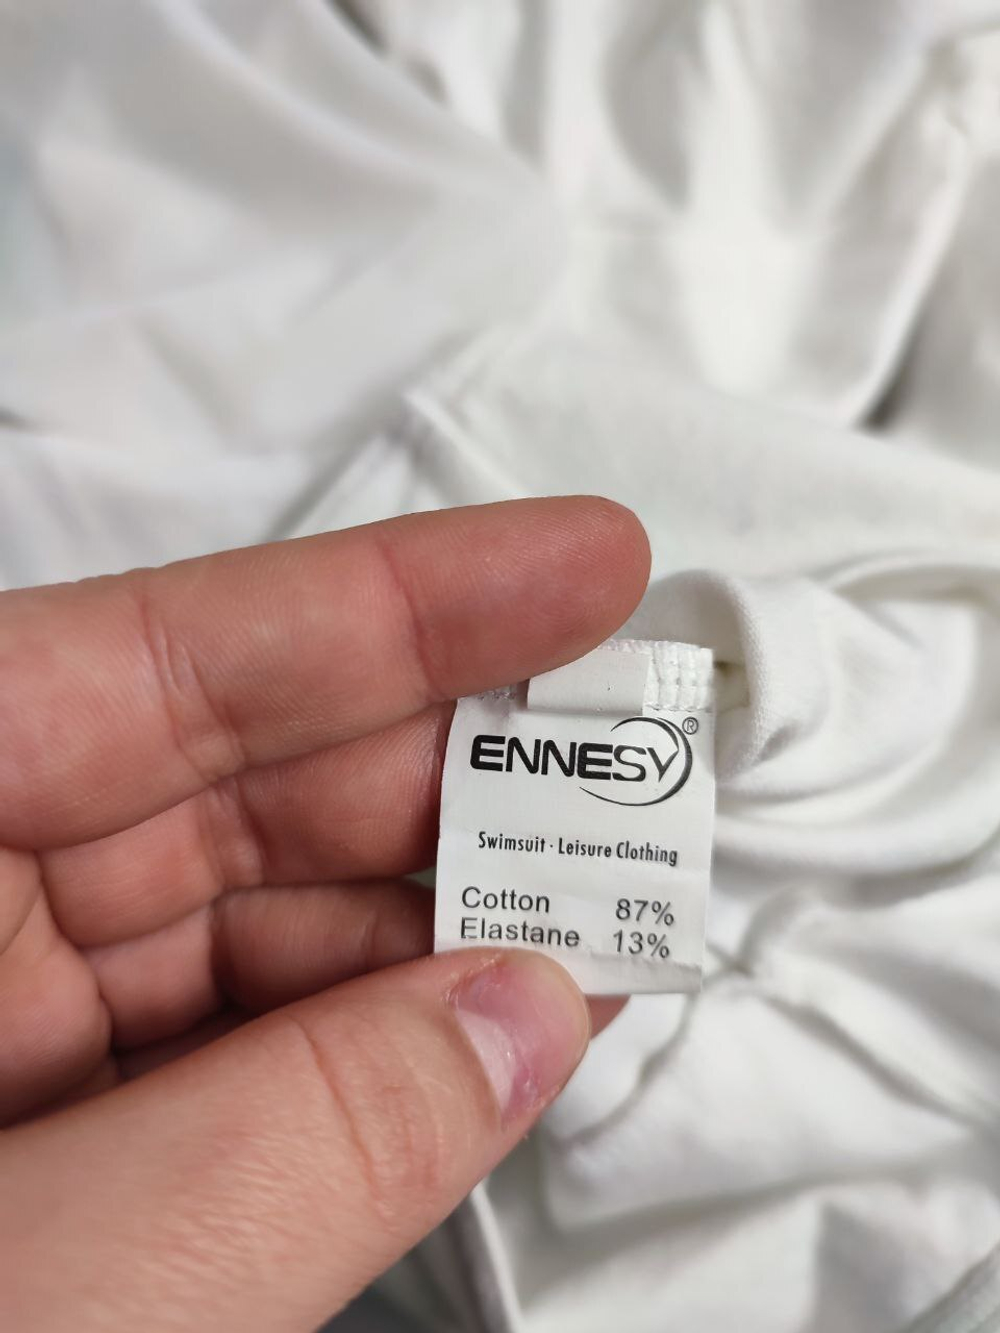 ENNESY®
Swimsuit · Leisure Clothing
Cotton 87%
Elastane 13%